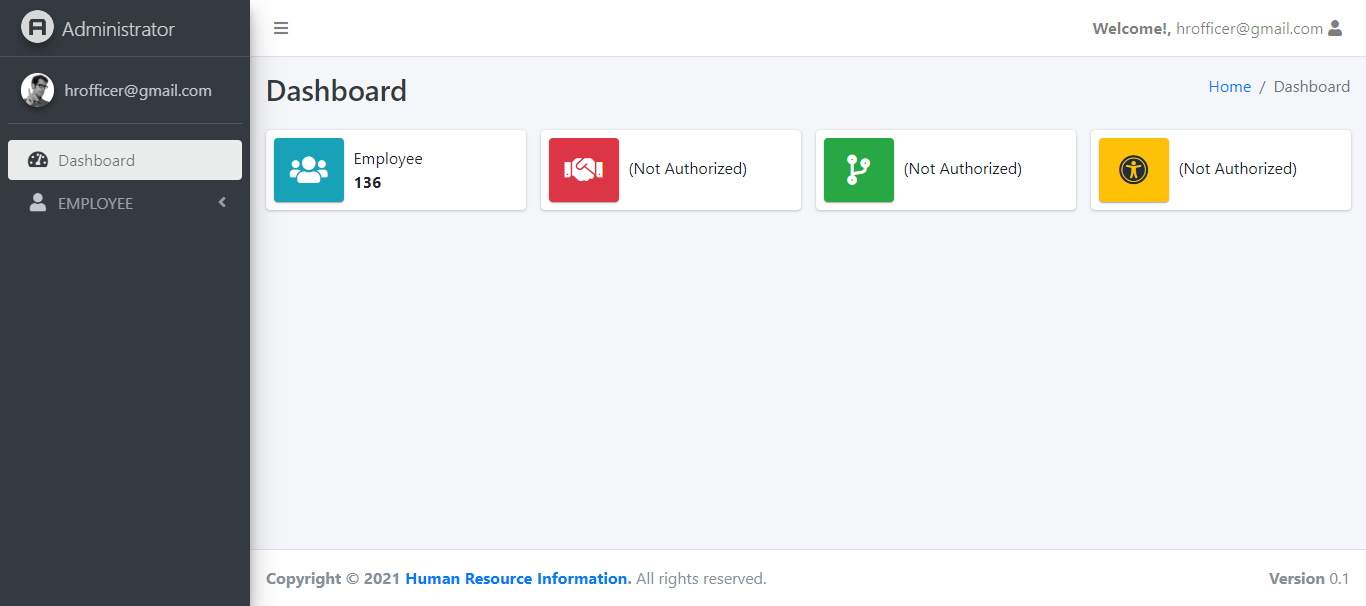 Administrator
Welcome!, hrofficer@gmail.com
hrofficer@gmail.com
Dashboard
Home / Dashboard
Dashboard
EMPLOYEE
Employee
136
(Not Authorized)
(Not Authorized)
(Not Authorized)
Copyright © 2021 Human Resource Information. All rights reserved.
Version 0.1